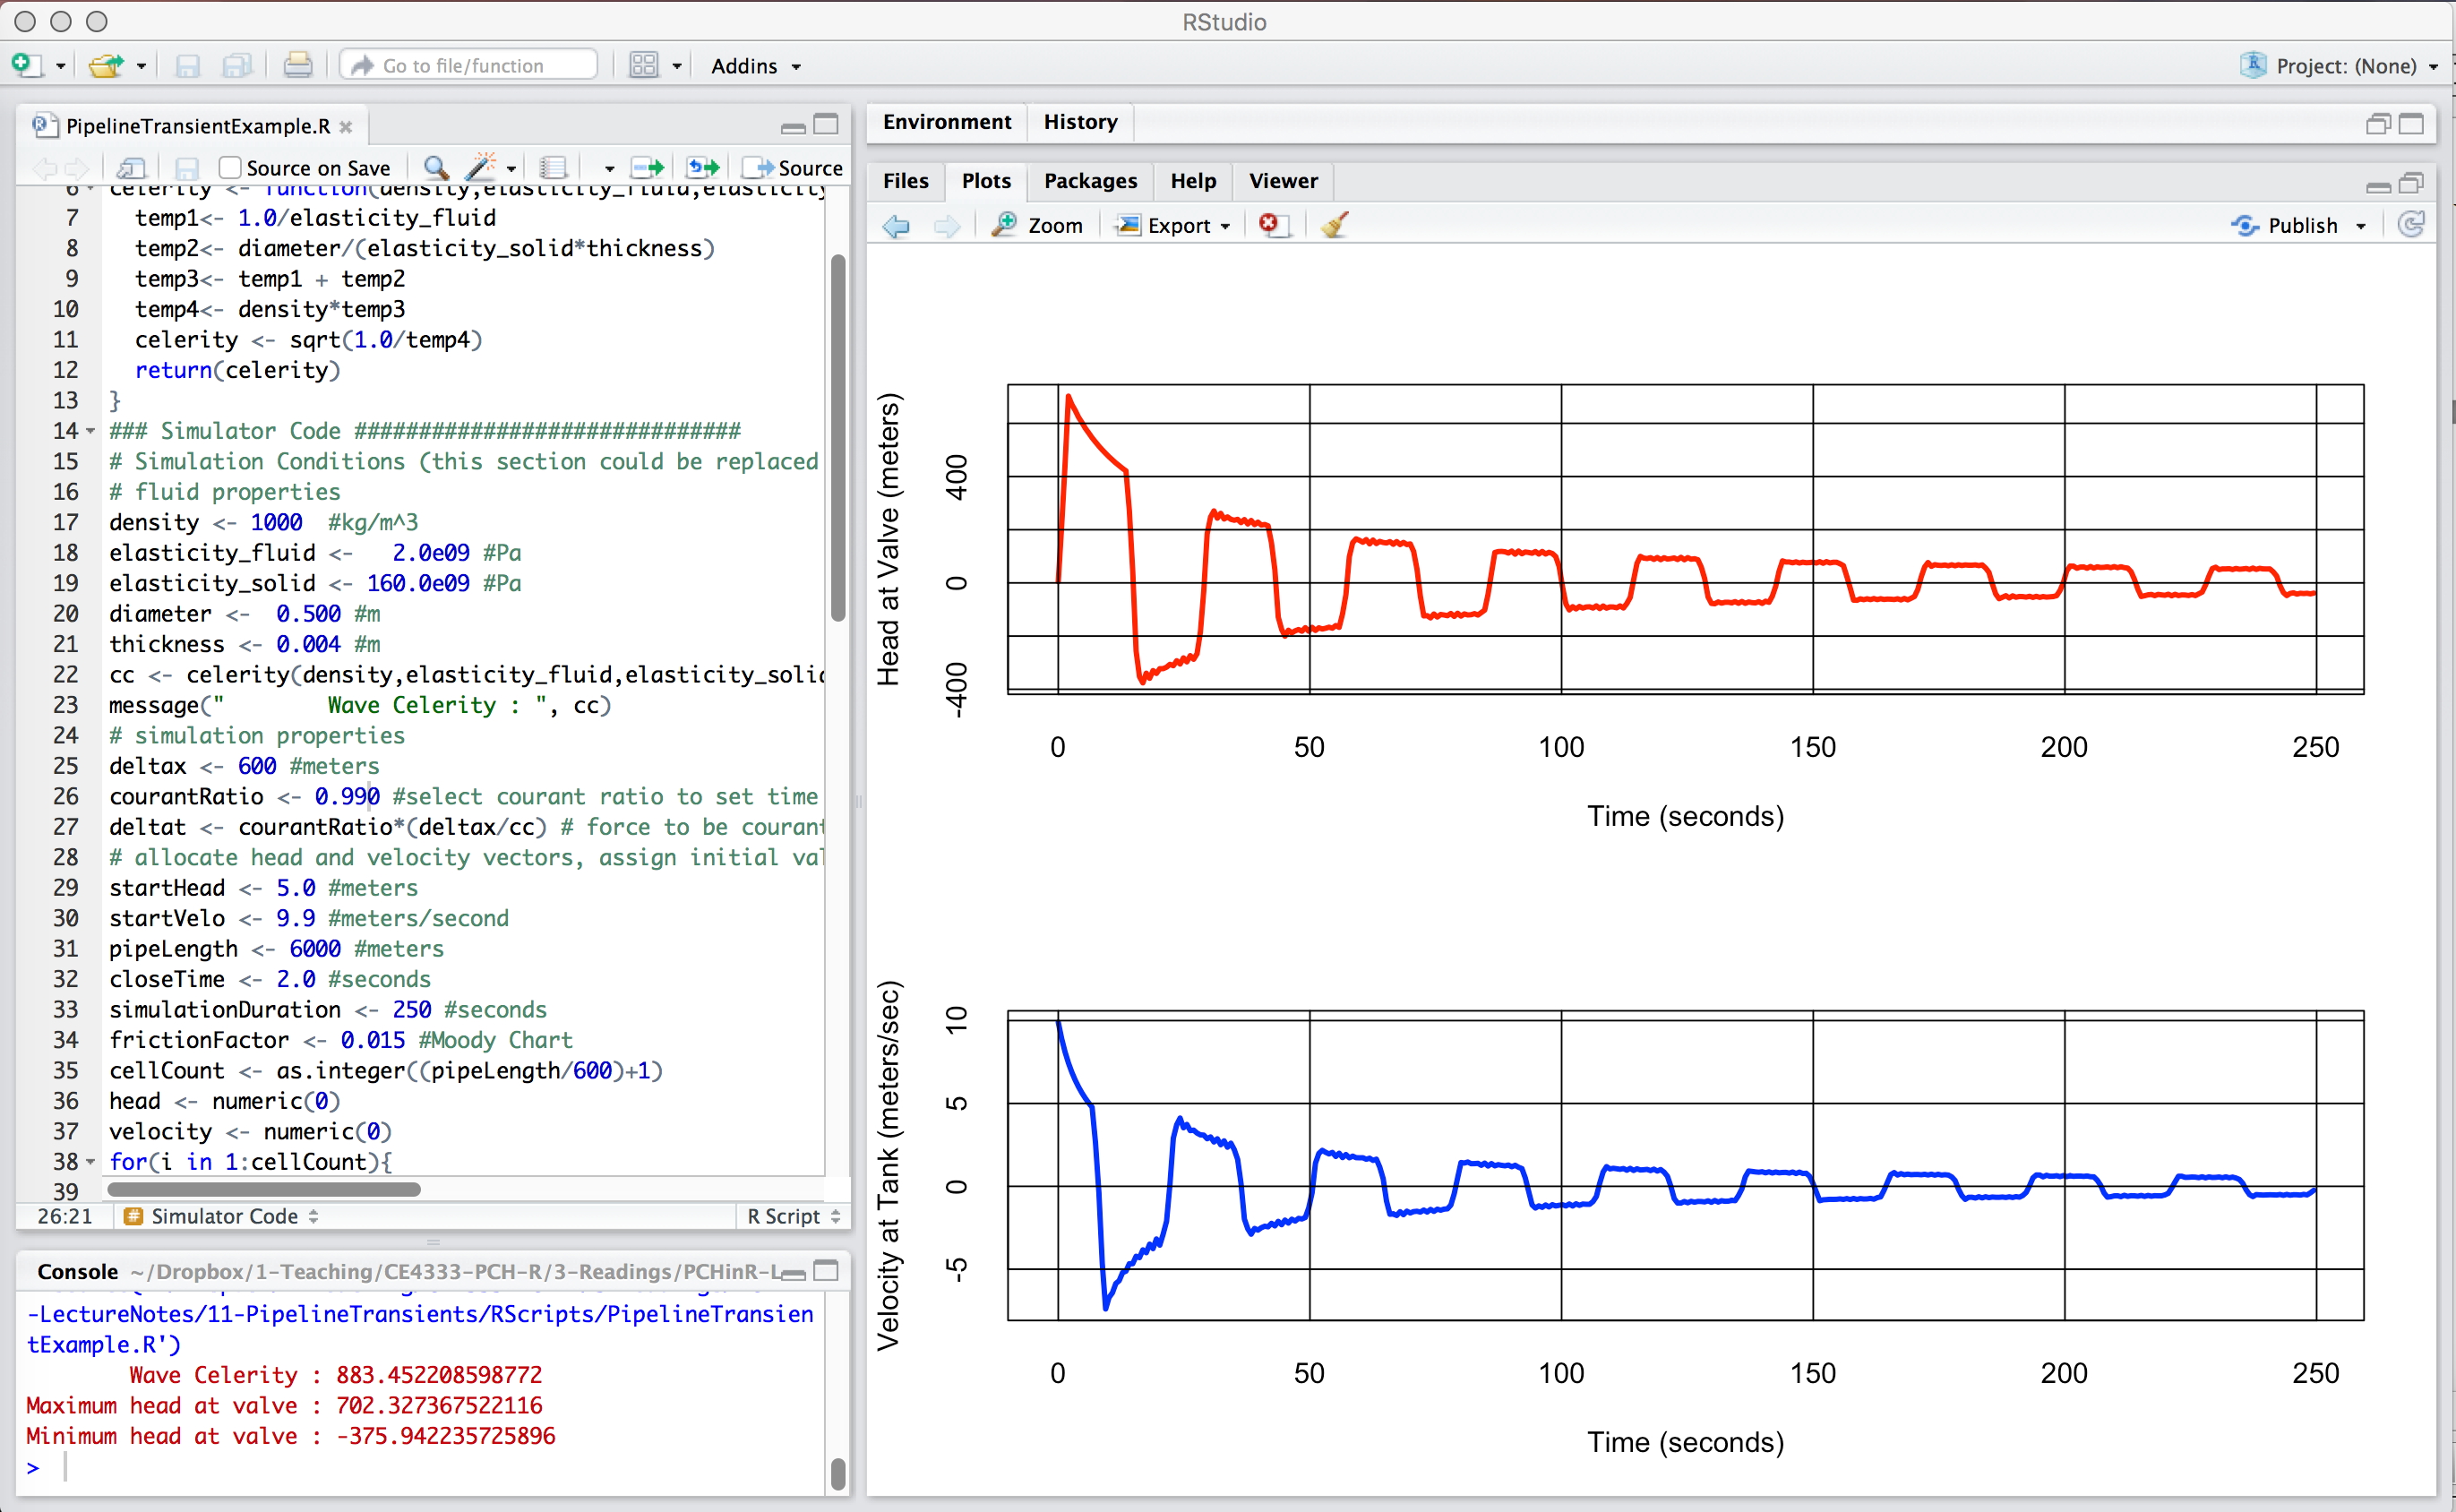 RStudio
Go to file/function
Addins
Project: (None)
PipelineTransientExample.R
Source on Save
Source
6 celerity <- function(density,elasticity_fluid,elasticity
7 temp1<- 1.0/elasticity_fluid
8 temp2<- diameter/(elasticity_solid*thickness)
9 temp3<- temp1 + temp2
10 temp4<- density*temp3
11 celerity <- sqrt(1.0/temp4)
12 return(celerity)
13 }
14 ### Simulator Code ##############################
15 # Simulation Conditions (this section could be replaced
16 # fluid properties
17 density <- 1000 #kg/m^3
18 elasticity_fluid <- 2.0e09 #Pa
19 elasticity_solid <- 160.0e09 #Pa
20 diameter <- 0.500 #m
21 thickness <- 0.004 #m
22 cc <- celerity(density,elasticity_fluid,elasticity_solid
23 message(" Wave Celerity : ", cc)
24 # simulation properties
25 deltax <- 600 #meters
26 courantRatio <- 0.990 #select courant ratio to set time
27 deltat <- courantRatio*(deltax/cc) # force to be courant
28 # allocate head and velocity vectors, assign initial val
29 startHead <- 5.0 #meters
30 startVelo <- 9.9 #meters/second
31 pipeLength <- 6000 #meters
32 closeTime <- 2.0 #seconds
33 simulationDuration <- 250 #seconds
34 frictionFactor <- 0.015 #Moody Chart
35 cellCount <- as.integer((pipeLength/600)+1)
36 head <- numeric(0)
37 velocity <- numeric(0)
38 for(i in 1:cellCount){
39
26:21 Simulator Code R Script
Console ~/Dropbox/1-Teaching/CE4333-PCH-R/3-Readings/PCHinR-L
-LectureNotes/11-PipelineTransients/RScripts/PipelineTransien
tExample.R')
Wave Celerity : 883.452208598772
Maximum head at valve : 702.327367522116
Minimum head at valve : -375.942235725896
>
Environment History
Files Plots Packages Help Viewer
Zoom Export Publish
Head at Valve (meters)
400
0
-400
0 50 100 150 200 250
Time (seconds)
Velocity at Tank (meters/sec)
10
5
0
-5
0 50 100 150 200 250
Time (seconds)